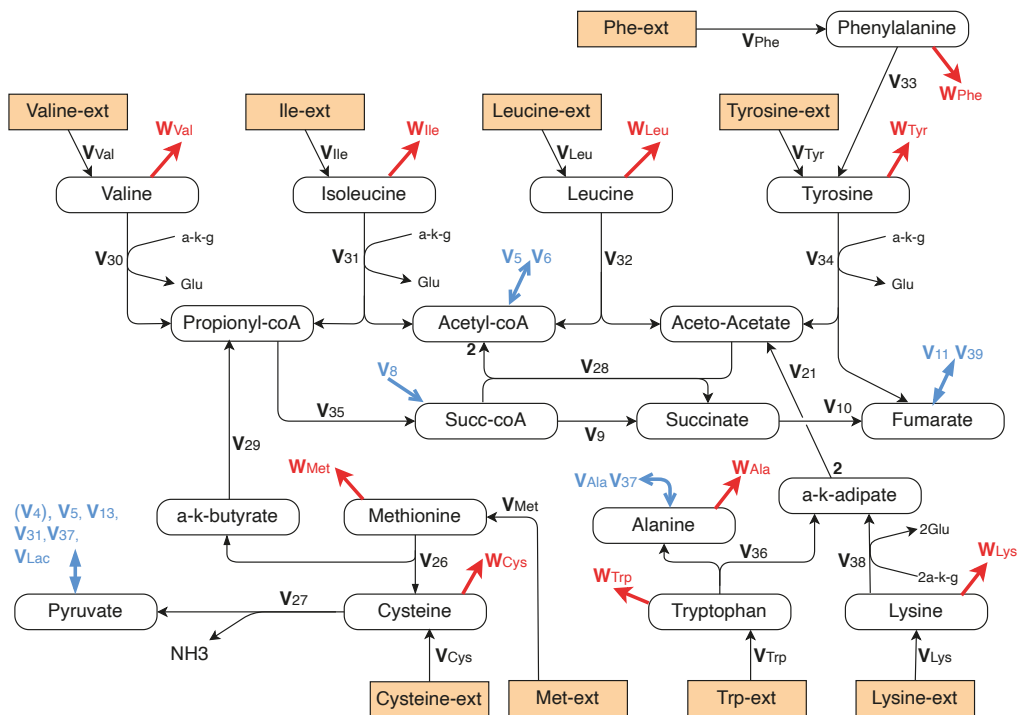 Phe-ext
VPhe
Phenylalanine
V33
WPhe
Valine-ext
Ile-ext
Leucine-ext
Tyrosine-ext
VVal
WVal
VIle
WIle
VLeu
WLeu
VTyr
WTyr
Valine
Isoleucine
Leucine
Tyrosine
V30
a-k-g
Glu
V31
a-k-g
Glu
V5 V6
V32
V34
a-k-g
Glu
Propionyl-coA
Acetyl-coA
Aceto-Acetate
2
V28
V21
V8
V11 V39
V35
Succ-coA
V9
Succinate
V10
Fumarate
V29
WMet
VMet
VAla V37
WAla
2
a-k-adipate
(V4), V5, V13,
V31,V37,
VLac
a-k-butyrate
Methionine
Alanine
2Glu
V26
WCys
V36
V38
2a-k-g
WLys
WTrp
Pyruvate
V27
Cysteine
Tryptophan
Lysine
NH3
VCys
VTrp
VLys
Cysteine-ext
Met-ext
Trp-ext
Lysine-ext